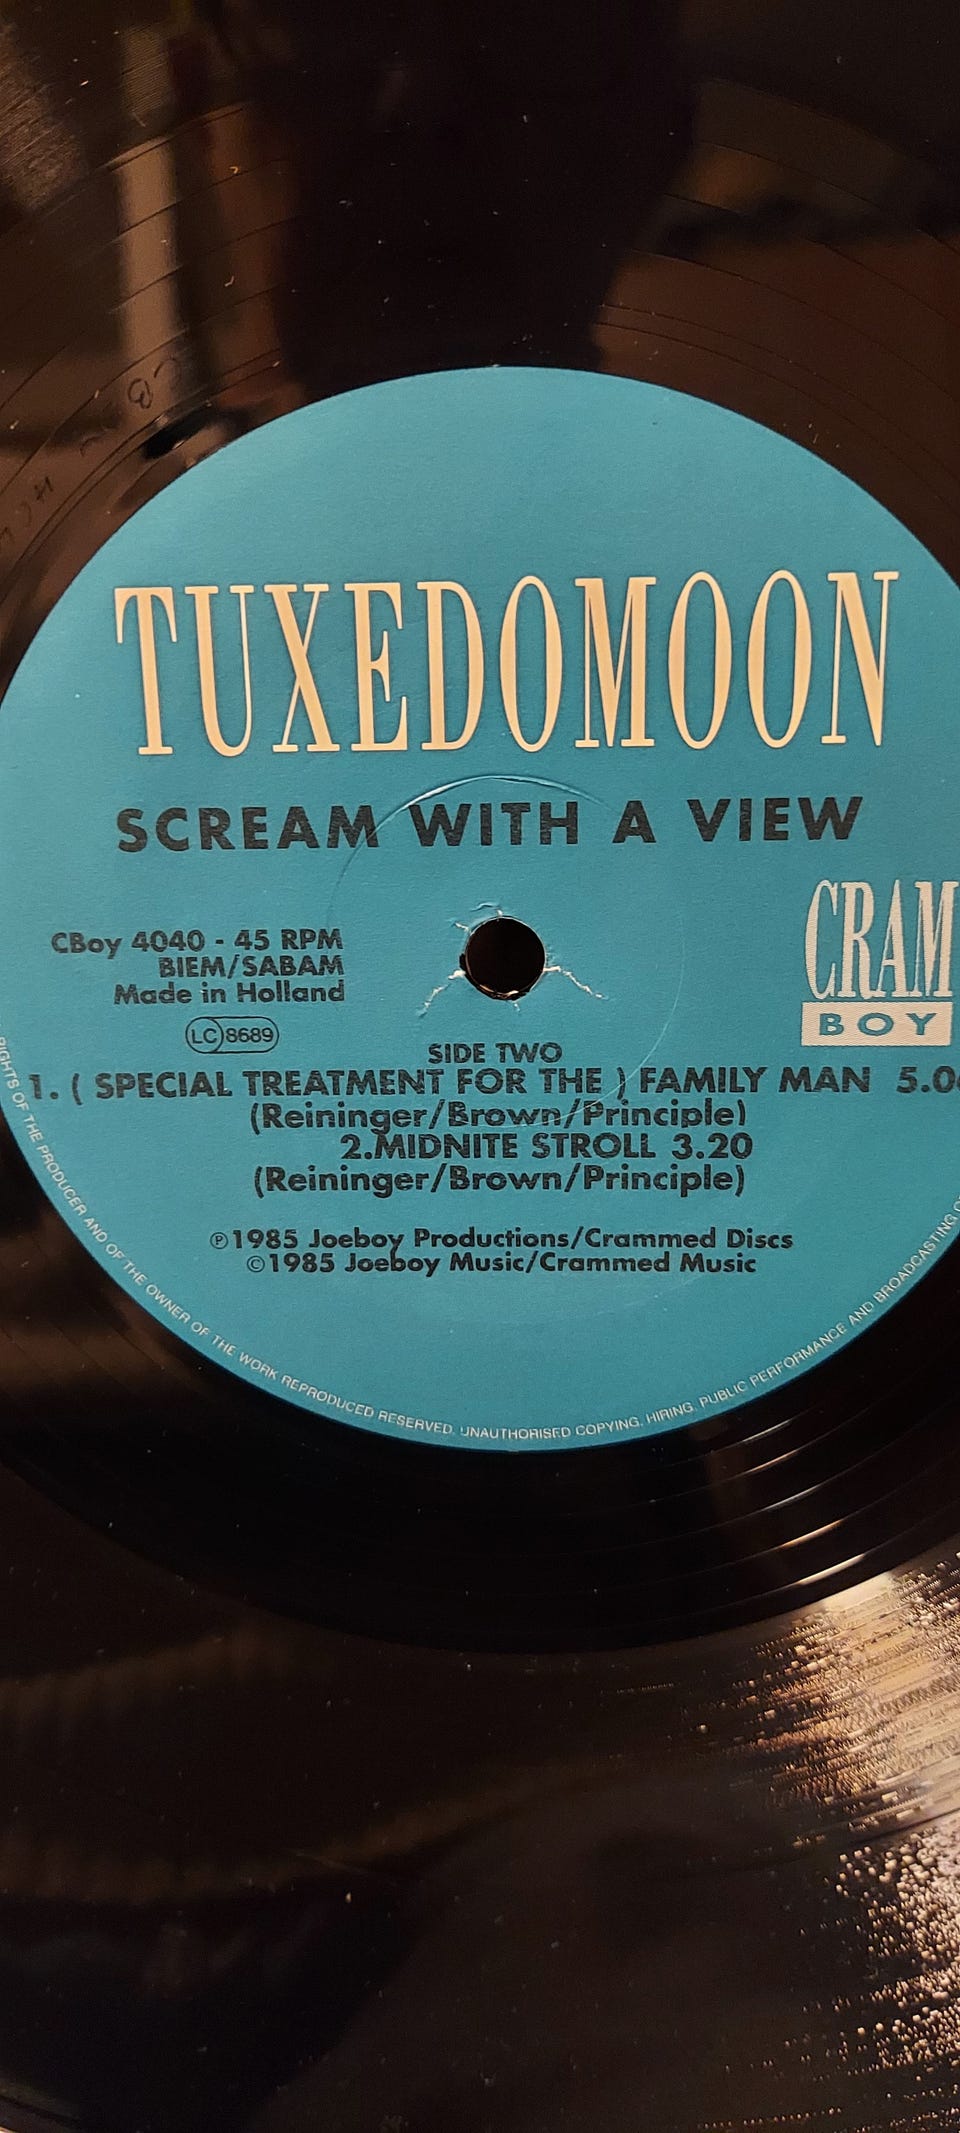 TUXEDOMOON
SCREAM WITH A VIEW
CRAM
BOY
CBoy 4040 - 45 RPM
BIEM/SABAM
Made in Holland
LC 8689
SIDE TWO
1. ( SPECIAL TREATMENT FOR THE ) FAMILY MAN
(Reininger/Brown/Principle)
2.MIDNITE STROLL 3.20
(Reininger/Brown/Principle)
℗1985 Joeboy Productions/Crammed Discs
©1985 Joeboy Music/Crammed Music
RIGHTS OF THE PRODUCER AND OF THE OWNER OF THE WORK REPRODUCED RESERVED. UNAUTHORISED COPYING, HIRING, PUBLIC PERFORMANCE AND BROADCASTING